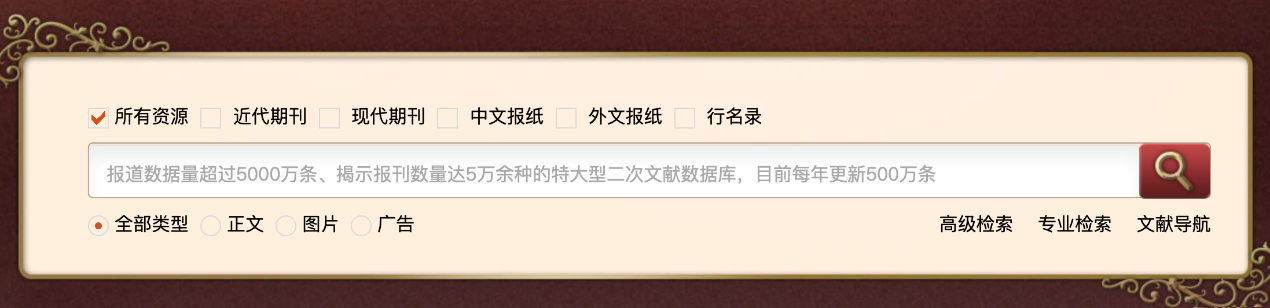 所有资源 近代期刊 现代期刊 中文报纸 外文报纸 行名录
报道数据量超过5000万条、揭示报刊数量达5万余种的特大型二次文献数据库，目前每年更新500万条
全部类型 正文 图片 广告 高级检索 专业检索 文献导航